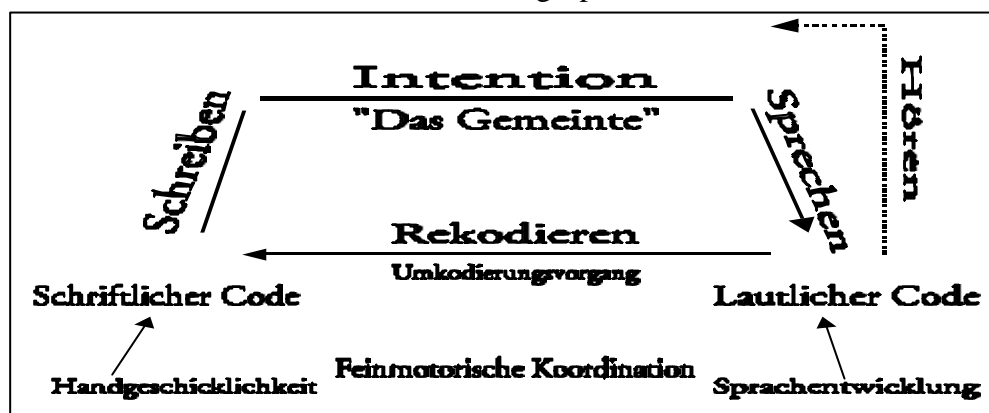 Intention
"Das Gemeinte"
Schreiben
Sprechen
Hören
Rekodieren
Umkodierungsvorgang
Schriftlicher Code
Lautlicher Code
Feinmotorische Koordination
Handgeschicklichkeit
Sprachentwicklung